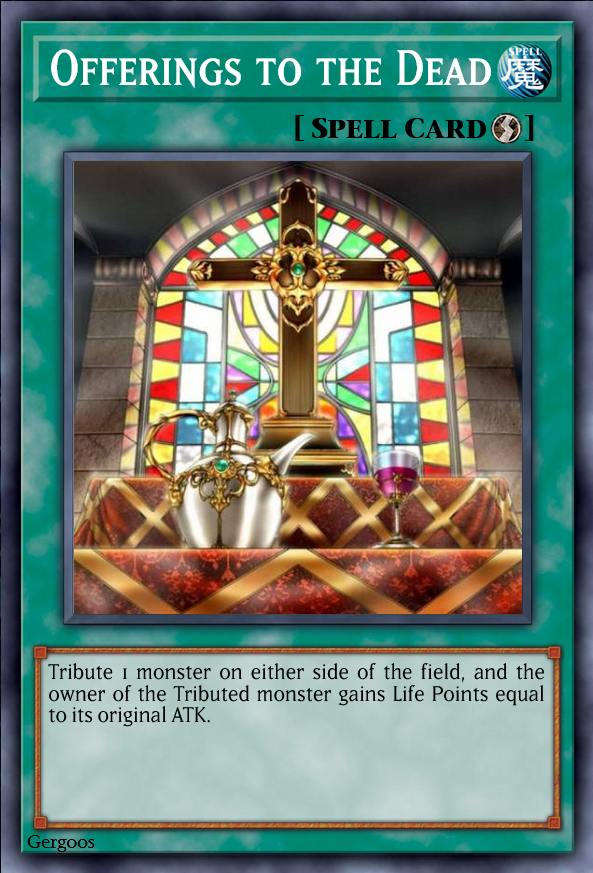 OFFERINGS TO THE DEAD
SPELL
魔
[ SPELL CARD ]
Tribute 1 monster on either side of the field, and the
owner of the Tributed monster gains Life Points equal
to its original ATK.
Gergoos